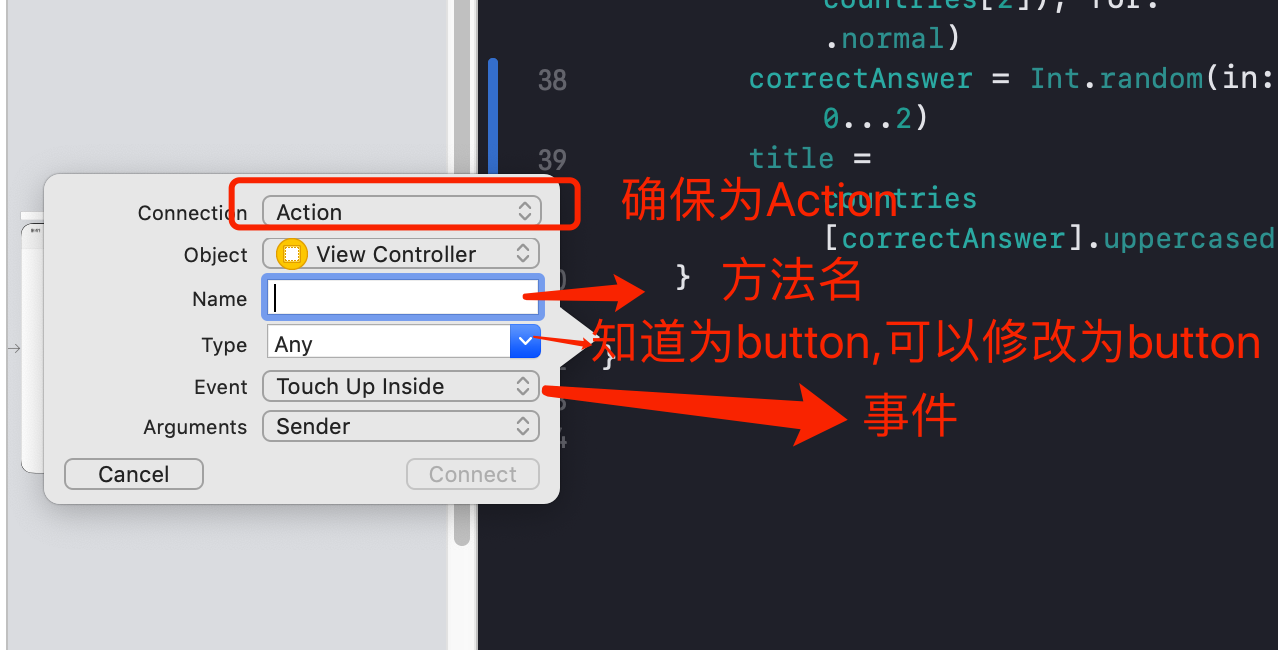 countries[2]), for:
.normal)
38 correctAnswer = Int.random(in:
0...2)
39 title =
countries
[correctAnswer].uppercased
}
}
Connection Action
确保为Action
Object View Controller
Name
方法名
Type Any
知道为button,可以修改为button
Event Touch Up Inside
事件
Arguments Sender
Cancel Connect